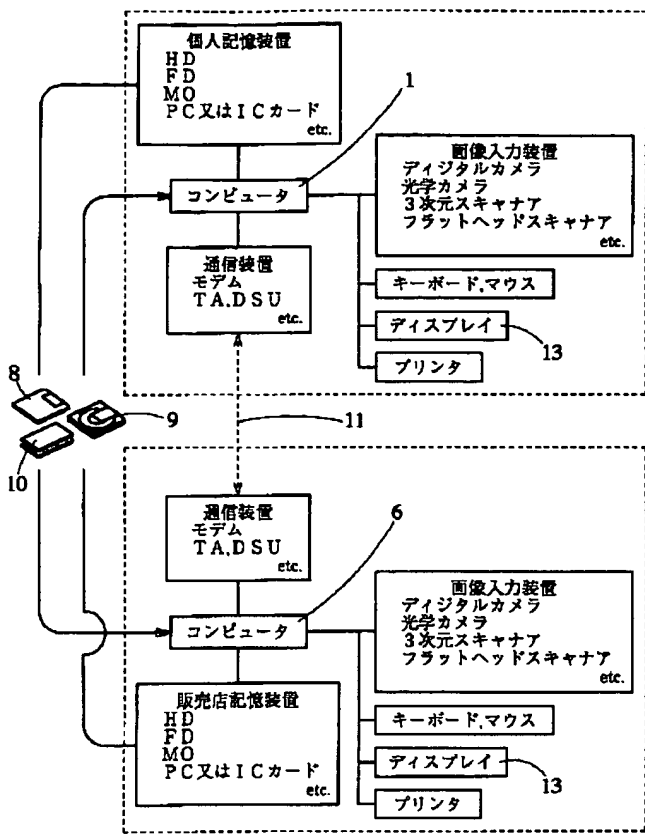 個人記憶装置
HD
FD
MO
PC又はICカード
etc.
1
コンピュータ
画像入力装置
ディジタルカメラ
光学カメラ
3次元スキャナア
フラットヘッドスキャナア
etc.
通信装置
モデム
TA.DSU
etc.
キーボード,マウス
ディスプレイ
13
プリンタ
8
9
10
11
通信装置
モデム
TA.DSU
etc.
6
コンピュータ
画像入力装置
ディジタルカメラ
光学カメラ
3次元スキャナア
フラットヘッドスキャナア
etc.
販売店記憶装置
HD
FD
MO
PC又はICカード
etc.
キーボード,マウス
ディスプレイ
13
プリンタ